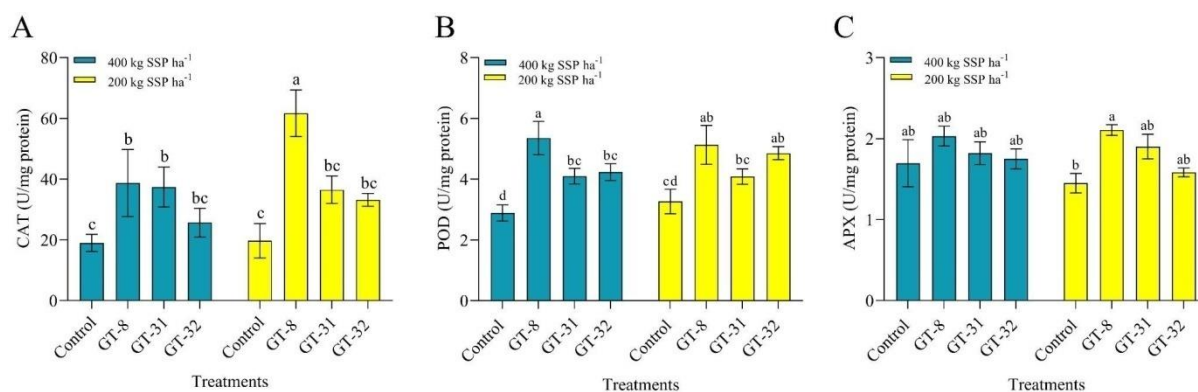 A
CAT (U/mg protein)
80
60
40
20
0
400 kg SSP ha⁻¹
200 kg SSP ha⁻¹
c
b
b
bc
c
a
bc
bc
Control
GT-8
GT-31
GT-32
Control
GT-8
GT-31
GT-32
Treatments
B
POD (U/mg protein)
8
6
4
2
0
400 kg SSP ha⁻¹
200 kg SSP ha⁻¹
d
a
bc
bc
cd
ab
bc
ab
Control
GT-8
GT-31
GT-32
Control
GT-8
GT-31
GT-32
Treatments
C
APX (U/mg protein)
3
2
1
0
400 kg SSP ha⁻¹
200 kg SSP ha⁻¹
ab
ab
ab
ab
b
a
ab
ab
Control
GT-8
GT-31
GT-32
Control
GT-8
GT-31
GT-32
Treatments